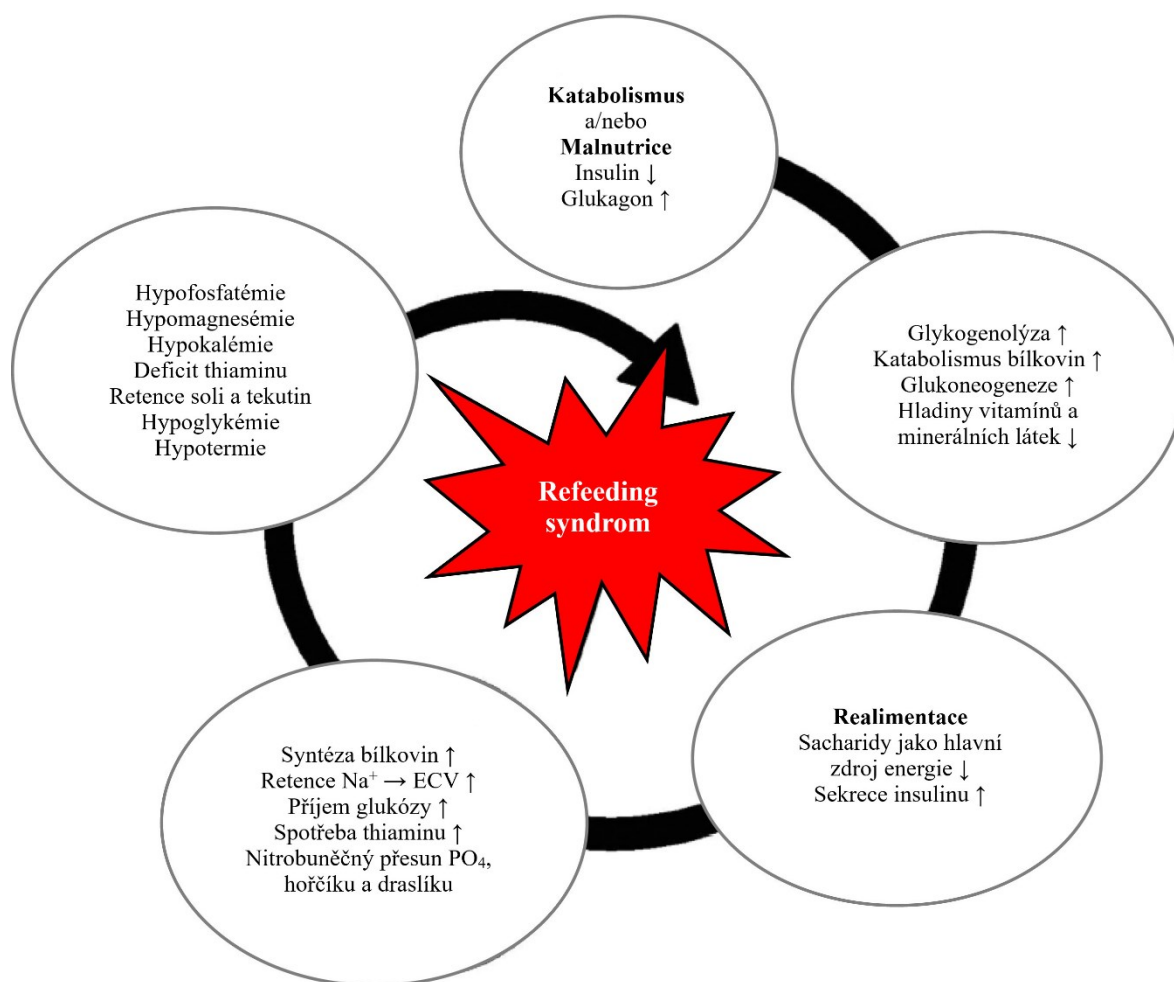 Katabolismus
a/nebo
Malnutrice
Insulin ↓
Glukagon ↑
Glykogenolýza ↑
Katabolismus bílkovin ↑
Glukoneogeneze ↑
Hladiny vitamínů a
minerálních látek ↓
Realimentace
Sacharidy jako hlavní
zdroj energie ↓
Sekrece insulinu ↑
Syntéza bílkovin ↑
Retence Na⁺ → ECV ↑
Příjem glukózy ↑
Spotřeba thiaminu ↑
Nitrobuněčný přesun PO₄,
hořčíku a draslíku
Hypofosfatémie
Hypomagnesémie
Hypokalémie
Deficit thiaminu
Retence soli a tekutin
Hypoglykémie
Hypotermie
Refeeding
syndrom